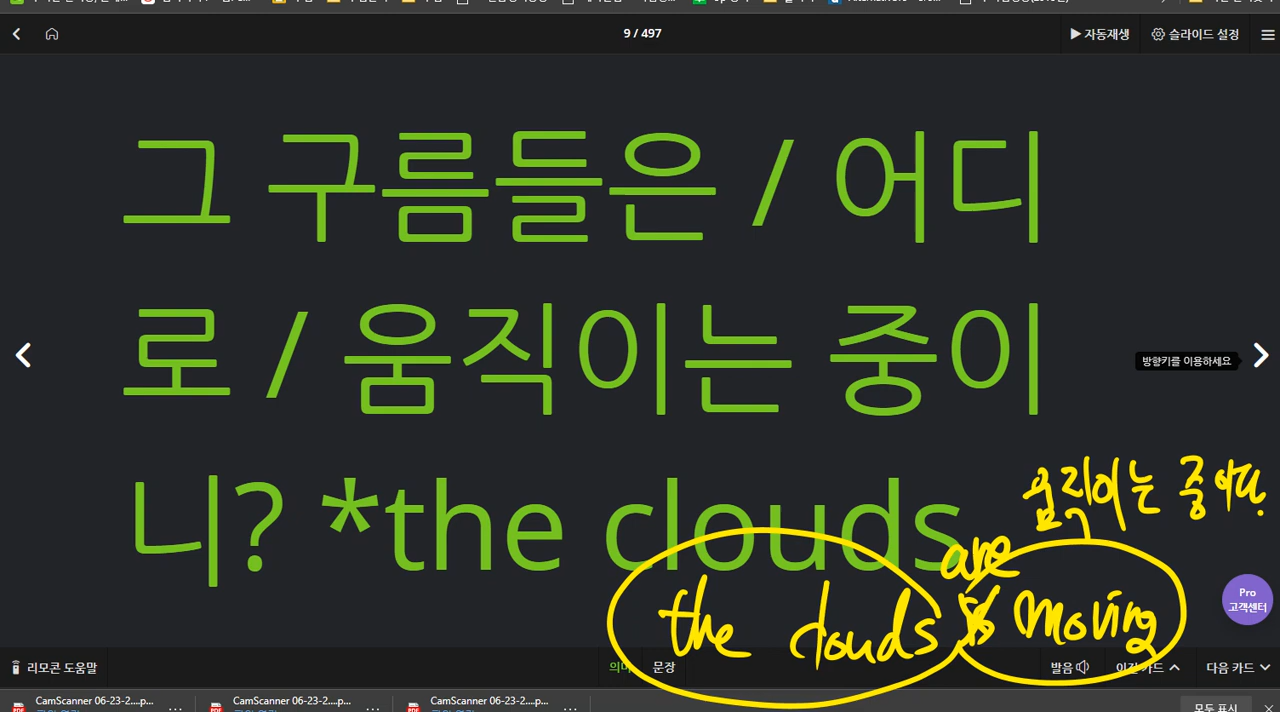 9 / 497
자동재생
슬라이드 설정
그 구름들은 / 어디
로 / 움직이는 중이
방향키를 이용하세요
니? *the clouds
움직이는 중이다.
are
the clouds is moving
Pro
고객센터
리모콘 도움말
의미
문장
발음
이전 카드
다음 카드
CamScanner 06-23-2....p...
CamScanner 06-23-2....p...
CamScanner 06-23-2....p...
모두 표시